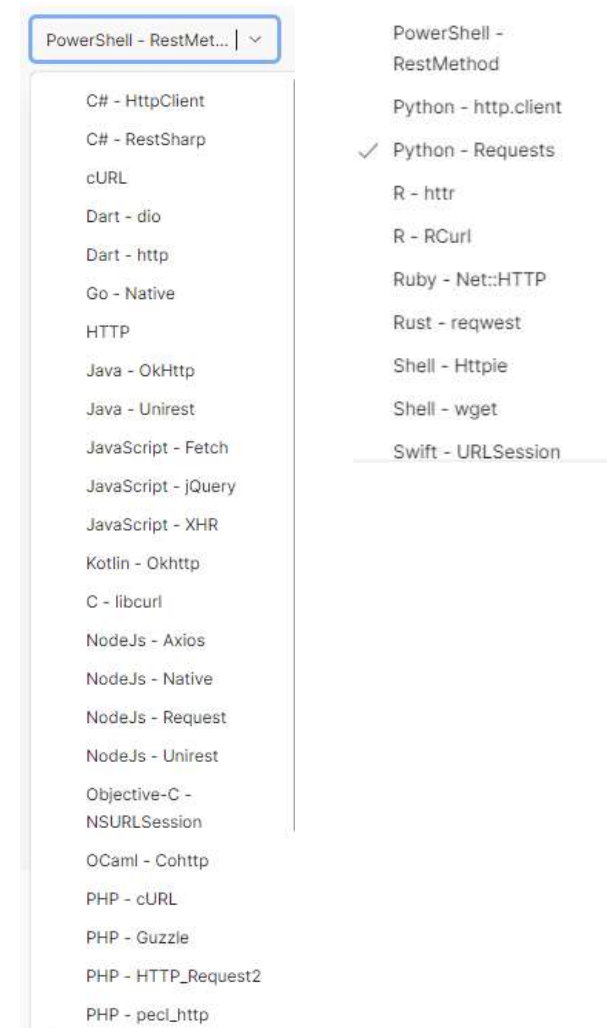 PowerShell - RestMet...
C# - HttpClient
C# - RestSharp
cURL
Dart - dio
Dart - http
Go - Native
HTTP
Java - OkHttp
Java - Unirest
JavaScript - Fetch
JavaScript - jQuery
JavaScript - XHR
Kotlin - Okhttp
C - libcurl
NodeJs - Axios
NodeJs - Native
NodeJs - Request
NodeJs - Unirest
Objective-C -
NSURLSession
OCaml - Cohttp
PHP - cURL
PHP - Guzzle
PHP - HTTP_Request2
PHP - pecl_http
PowerShell -
RestMethod
Python - http.client
Python - Requests
R - httr
R - RCurl
Ruby - Net::HTTP
Rust - reqwest
Shell - Httpie
Shell - wget
Swift - URLSession